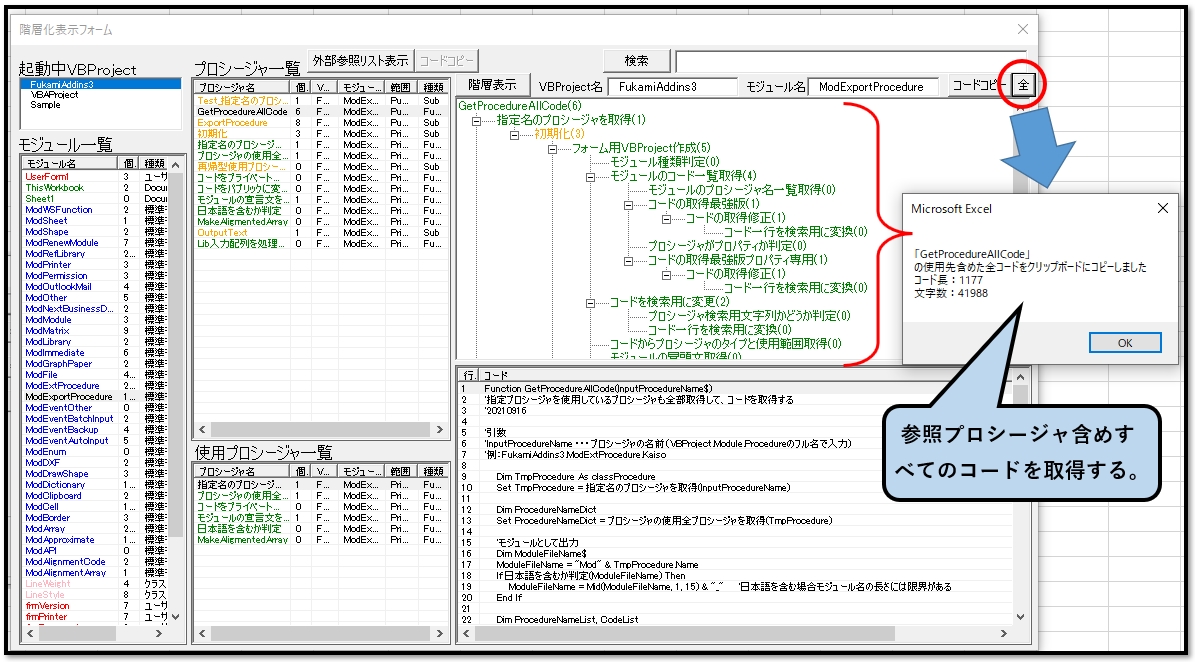 階層化表示フォーム
起動中VBProject
FukamiAddins3
VBAProject
Sample
モジュール一覧
モジュール名 個. 種類
UserForm1 3 ユーサ
ThisWorkbook 2 Docu
Sheet1 0 Docu
ModWSFunction 2 標準
ModSheet 1 標準
ModShape 2 標準
ModRenewModule 7 標準
ModRefLibrary 2... 標準
ModPrinter 3 標準
ModPermission 3 標準
ModOutlookMail 4 標準
ModOther 5 標準
ModNextBusinessD... 2 標準
ModModule 3 標準
ModMatrix 9 標準
ModLibrary 2 標準
ModImmediate 6 標準
ModGraphPaper 2 標準
ModFile 4... 標準
ModExtProcedure 2... 標準
ModExportProcedure 1... 標準
ModEventOther 0 標準
ModEventBatchInput 2 標準
ModEventBackup 4 標準
ModEventAutoInput 5 標準
ModEnum 0 標準
ModDXF 2 標準
ModDrawShape 3 標準
ModDictionary 1... 標準
ModClipboard 2 標準
ModCell 1... 標準
ModBorder 3 標準
ModArray 2... 標準
ModApproximate 1... 標準
ModAPI 0 標準
ModAlignmentCode 2 標準
ModAlignmentArray 1 標準
LineWeight 4 クラス
LineStyle 8 クラス
frmVersion 7 ユーサ
frmPrinter 7 ユーサ
プロシージャ一覧
外部参照リスト表示 コードコピー
プロシージャ名 個. V... モジュー... 範囲 種類
Test_指定名のプロシ... 1 F... ModEx... Pu... Sub
GetProcedureAllCode 6 F... ModEx... Pu... Fu...
ExportProcedure 8 F... ModEx... Pu... Sub
初期化 3 F... ModEx... Pri... Sub
指定名のプロシージ... 1 F... ModEx... Pri... Fu...
プロシージャの使用全... 1 F... ModEx... Pri... Fu...
再帰型使用プロシー... 2 F... ModEx... Pri... Sub
コードをプライベート... 0 F... ModEx... Pri... Fu...
コードをパブリックに変... 0 F... ModEx... Pri... Fu...
モジュールの宣言文を... 0 F... ModEx... Pri... Fu...
日本語を含むか判定 0 F... ModEx... Pri... Fu...
MakeAligmentedArray 0 F... ModEx... Pri... Fu...
OutputText 1 F... ModEx... Pri... Sub
Lib入力配列を処理... 0 F... ModEx... Pri... Fu...
使用プロシージャ一覧
プロシージャ名 個. V... モジュー... 範囲 種類
指定名のプロシージ... 1 F... ModEx... Pri... Fu...
プロシージャの使用全... 1 F... ModEx... Pri... Fu...
コードをプライベート... 0 F... ModEx... Pri... Fu...
モジュールの宣言文を... 0 F... ModEx... Pri... Fu...
日本語を含むか判定 0 F... ModEx... Pri... Fu...
MakeAligmentedArray 0 F... ModEx... Pri... Fu...
検索
階層表示 VBProject名 FukamiAddins3 モジュール名 ModExportProcedure コードコピー 全
GetProcedureAllCode(6)
指定名のプロシージャを取得(1)
初期化(3)
フォーム用VBProject作成(5)
モジュール種類判定(0)
モジュールのコード一覧取得(4)
モジュールのプロシージャ名一覧取得(0)
コードの取得最強版(1)
コードの取得修正(1)
コード一行を検索用に変換(0)
プロシージャがプロパティか判定(0)
コードの取得最強版プロパティ専用(1)
コードの取得修正(1)
コード一行を検索用に変換(0)
コードを検索用に変更(2)
プロシージャ検索用文字列かどうか判定(0)
コード一行を検索用に変換(0)
コードからプロシージャのタイプと使用範囲取得(0)
モジュールの冒頭文取得(0)
行. コード
1 Function GetProcedureAllCode(InputProcedureName$)
2 '指定プロシージャを使用しているプロシージャも全部取得して、コードを取得する
3 '20210916
4
5 '引数
6 'InputProcedureName・・・プロシージャの名前(VBProject.Module.Procedureのフル名で入力)
7 '例:FukamiAddins3.ModExtProcedure.Kaiso
8
9 Dim TmpProcedure As classProcedure
10 Set TmpProcedure = 指定名のプロシージャを取得(InputProcedureName)
11
12 Dim ProcedureNameDict
13 Set ProcedureNameDict = プロシージャの使用全プロシージャを取得(TmpProcedure)
14
15 'モジュールとして出力
16 Dim ModuleFileName$
17 ModuleFileName = "Mod" & TmpProcedure.Name
18 If 日本語を含むか判定(ModuleFileName) Then
19 ModuleFileName = Mid(ModuleFileName, 1, 15) & "_" '日本語を含む場合モジュール名の長さには限界がある
20 End If
21
22 Dim ProcedureNameList, CodeList
Microsoft Excel
「GetProcedureAllCode」
の使用先含めた全コードをクリップボードにコピーしました
コード長:1177
文字数:41988
OK
参照プロシージャ含めす
べてのコードを取得する。